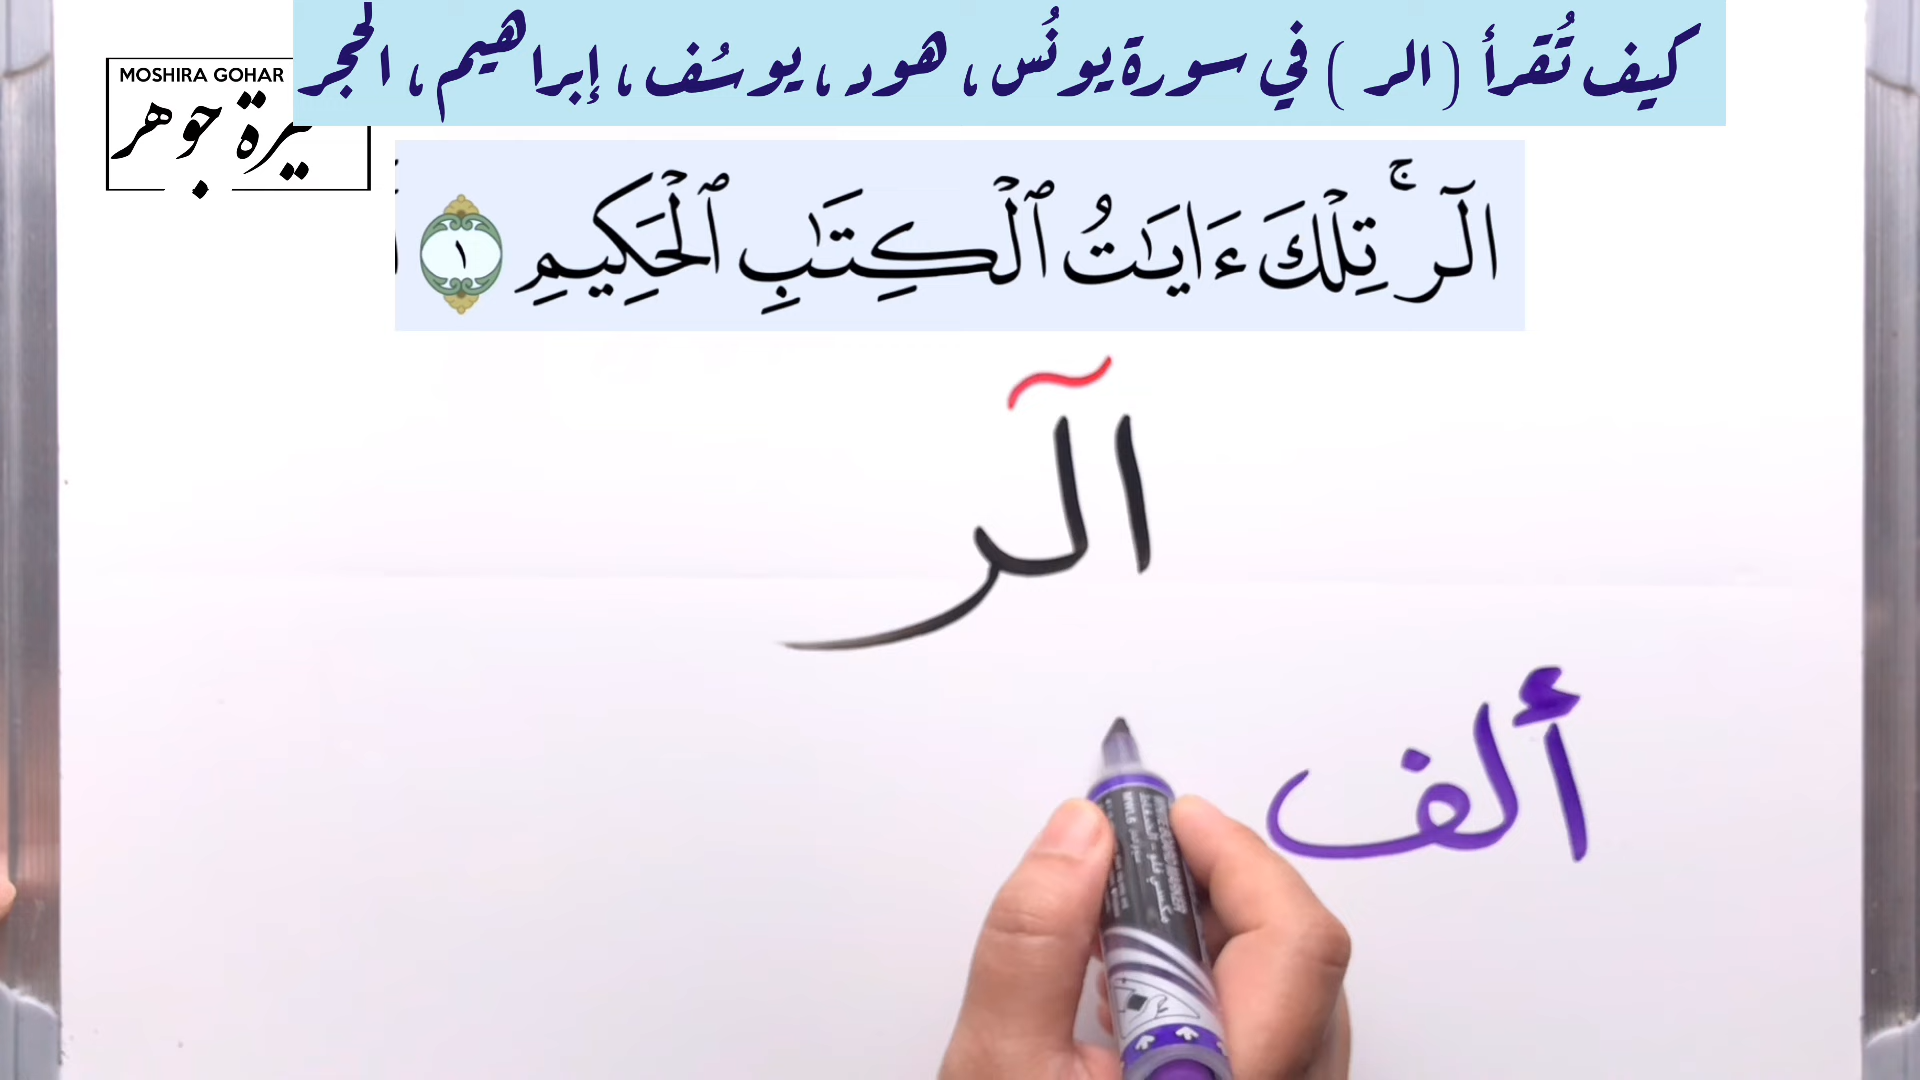 كيف تُقرأ ( الر ) في سورة يونُس ، هود ، يوسُف ، إبراهيم ، الحجر
MOSHIRA GOHAR
جوهر
الٓرۚ تِلۡكَ ءَايَٰتُ ٱلۡكِتَٰبِ ٱلۡحَكِيمِ ١
الٓر
ألف